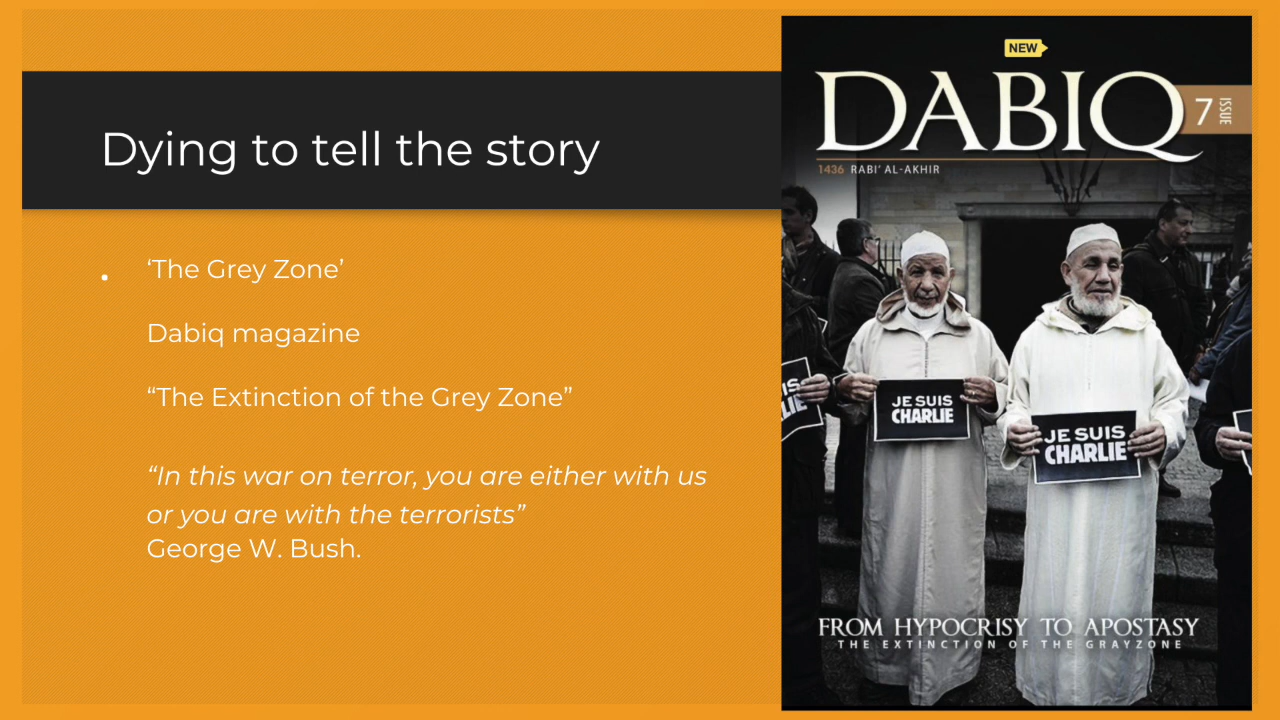 Dying to tell the story
• ‘The Grey Zone’
Dabiq magazine
“The Extinction of the Grey Zone”
“In this war on terror, you are either with us
or you are with the terrorists”
George W. Bush.
NEW
DABIQ
7 ISSUE
1436 RABI’ AL-AKHIR
IS
LIE
JE SUIS
CHARLIE
JE SUIS
CHARLIE
FROM HYPOCRISY TO APOSTASY
THE EXTINCTION OF THE GRAYZONE